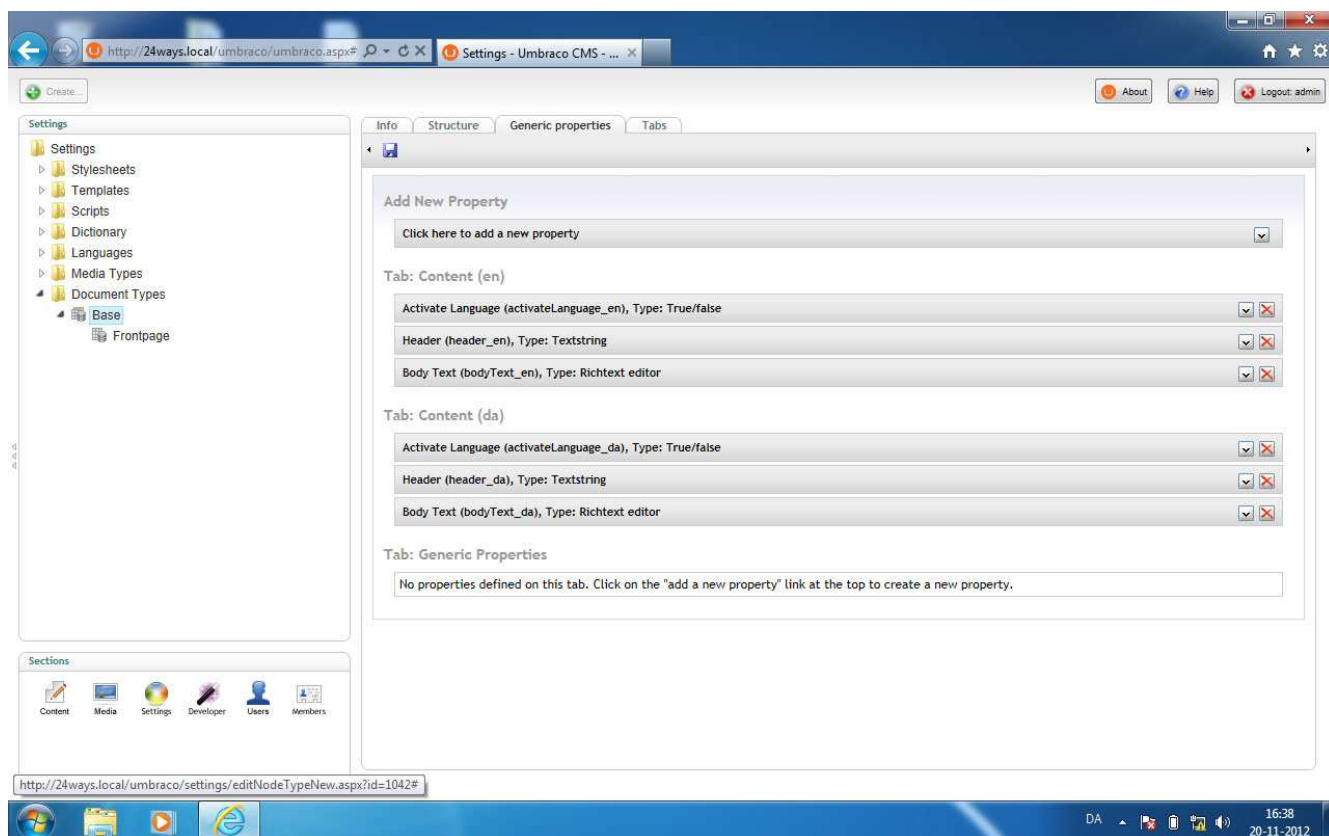 http://24ways.local/umbraco/umbraco.aspx#
Settings - Umbraco CMS - ...
Create...
About
Help
Logout: admin
Settings
Info
Structure
Generic properties
Tabs
Settings
Stylesheets
Templates
Scripts
Dictionary
Languages
Media Types
Document Types
Base
Frontpage
Add New Property
Click here to add a new property
Tab: Content (en)
Activate Language (activateLanguage_en), Type: True/false
Header (header_en), Type: Textstring
Body Text (bodyText_en), Type: Richtext editor
Tab: Content (da)
Activate Language (activateLanguage_da), Type: True/false
Header (header_da), Type: Textstring
Body Text (bodyText_da), Type: Richtext editor
Tab: Generic Properties
No properties defined on this tab. Click on the "add a new property" link at the top to create a new property.
Sections
Content
Media
Settings
Developer
Users
Members
http://24ways.local/umbraco/settings/editNodeTypeNew.aspx?id=1042#
DA
16:38
20-11-2012